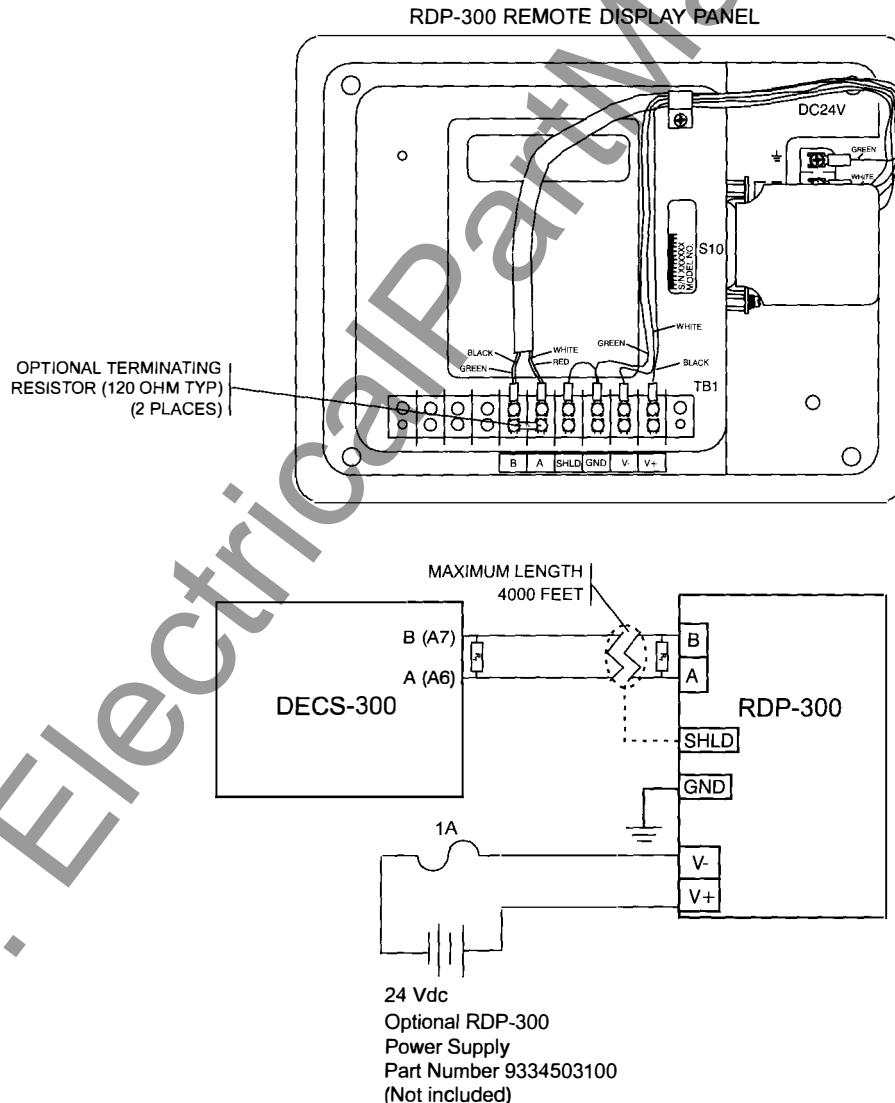 RDP-300 REMOTE DISPLAY PANEL
DC24V
GREEN
WHITE
S10
S/N XXXXXX
MODEL NO.
WHITE
GREEN
BLACK
WHITE
GREEN
RED
BLACK
TB1
OPTIONAL TERMINATING
RESISTOR (120 OHM TYP)
(2 PLACES)
B A SHLD GND V- V+
MAXIMUM LENGTH
4000 FEET
B (A7)
B
A (A6)
A
DECS-300
RDP-300
SHLD
GND
1A
V-
V+
24 Vdc
Optional RDP-300
Power Supply
Part Number 9334503100
(Not included)
. ElectricalPartMa